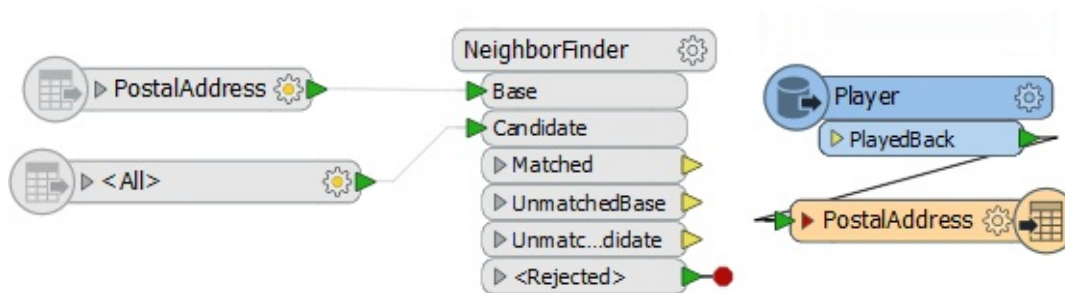 PostalAddress
<All>
NeighborFinder
Base
Candidate
Matched
UnmatchedBase
Unmatc...didate
<Rejected>
Player
PlayedBack
PostalAddress